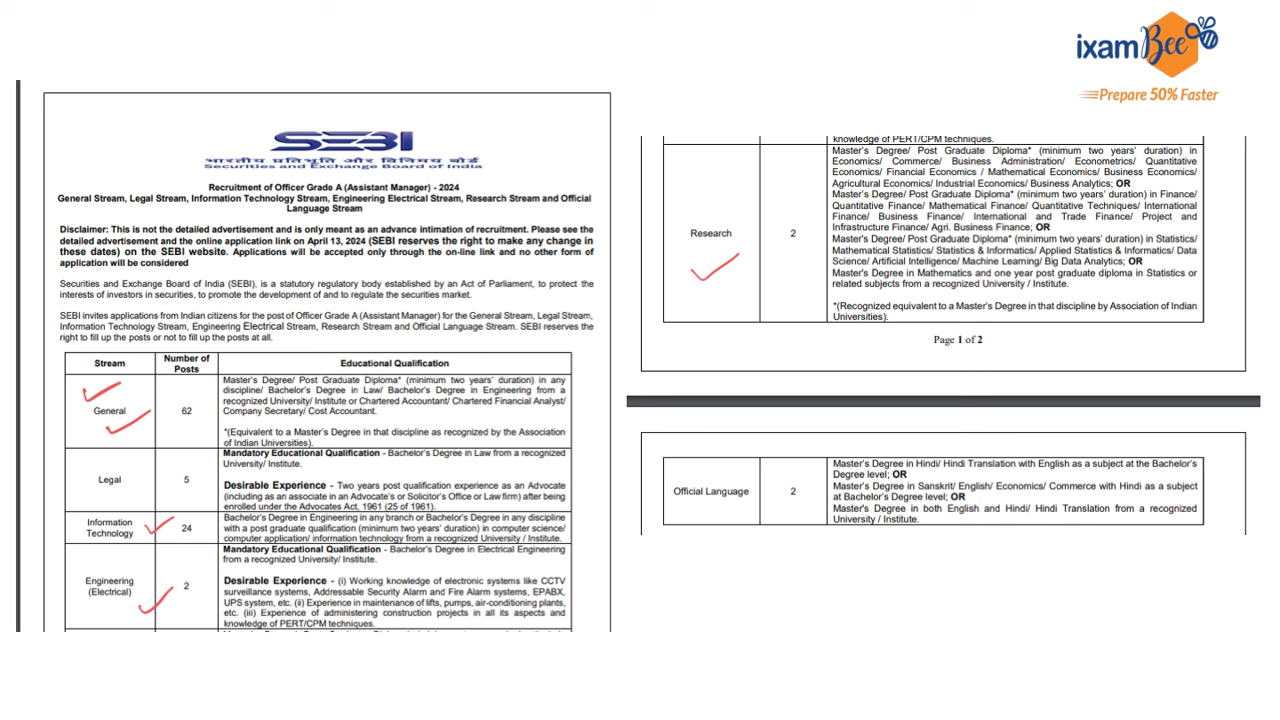 ixamBee
Prepare 50% Faster
SEBI
भारतीय प्रतिभूति और विनिमय बोर्ड
Securities and Exchange Board of India
Recruitment of Officer Grade A (Assistant Manager) - 2024
General Stream, Legal Stream, Information Technology Stream, Engineering Electrical Stream, Research Stream and Official
Language Stream
Disclaimer: This is not the detailed advertisement and is only meant as an advance intimation of recruitment. Please see the
detailed advertisement and the online application link on April 13, 2024 (SEBI reserves the right to make any change in
these dates) on the SEBI website. Applications will be accepted only through the on-line link and no other form of
application will be considered
Securities and Exchange Board of India (SEBI), is a statutory regulatory body established by an Act of Parliament, to protect the
interests of investors in securities, to promote the development of and to regulate the securities market.
SEBI invites applications from Indian citizens for the post of Officer Grade A (Assistant Manager) for the General Stream, Legal Stream,
Information Technology Stream, Engineering Electrical Stream, Research Stream and Official Language Stream. SEBI reserves the
right to fill up the posts or not to fill up the posts at all.
Stream
Number of
Posts
Educational Qualification
General
62
Master's Degree/ Post Graduate Diploma* (minimum two years' duration) in any
discipline/ Bachelor's Degree in Law/ Bachelor's Degree in Engineering from a
recognized University/ Institute or Chartered Accountant/ Chartered Financial Analyst/
Company Secretary/ Cost Accountant.
*(Equivalent to a Master's Degree in that discipline as recognized by the Association
of Indian Universities).
Legal
5
Mandatory Educational Qualification - Bachelor's Degree in Law from a recognized
University/ Institute.
Desirable Experience - Two years post qualification experience as an Advocate
(including as an associate in an Advocate's or Solicitor's Office or Law firm) after being
enrolled under the Advocates Act, 1961 (25 of 1961).
Information
Technology
24
Bachelor's Degree in Engineering in any branch or Bachelor's Degree in any discipline
with a post graduate qualification (minimum two years' duration) in computer science/
computer application/ information technology from a recognized University / Institute.
Engineering
(Electrical)
2
Mandatory Educational Qualification - Bachelor's Degree in Electrical Engineering
from a recognized University/ Institute.
Desirable Experience - (i) Working knowledge of electronic systems like CCTV
surveillance systems, Addressable Security Alarm and Fire Alarm systems, EPABX,
UPS system, etc. (ii) Experience in maintenance of lifts, pumps, air-conditioning plants,
etc. (iii) Experience of administering construction projects in all its aspects and
knowledge of PERT/CPM techniques.
knowledge of PERT/CPM techniques.
Research
2
Master's Degree/ Post Graduate Diploma* (minimum two years' duration) in
Economics/ Commerce/ Business Administration/ Econometrics/ Quantitative
Economics/ Financial Economics / Mathematical Economics/ Business Economics/
Agricultural Economics/ Industrial Economics/ Business Analytics; OR
Master's Degree/ Post Graduate Diploma* (minimum two years' duration) in Finance/
Quantitative Finance/ Mathematical Finance/ Quantitative Techniques/ International
Finance/ Business Finance/ International and Trade Finance/ Project and
Infrastructure Finance/ Agri. Business Finance; OR
Master's Degree/ Post Graduate Diploma* (minimum two years' duration) in Statistics/
Mathematical Statistics/ Statistics & Informatics/ Applied Statistics & Informatics/ Data
Science/ Artificial Intelligence/ Machine Learning/ Big Data Analytics; OR
Master's Degree in Mathematics and one year post graduate diploma in Statistics or
related subjects from a recognized University / Institute.
*(Recognized equivalent to a Master's Degree in that discipline by Association of Indian
Universities).
Page 1 of 2
Official Language
2
Master's Degree in Hindi/ Hindi Translation with English as a subject at the Bachelor's
Degree level; OR
Master's Degree in Sanskrit/ English/ Economics/ Commerce with Hindi as a subject
at Bachelor's Degree level; OR
Master's Degree in both English and Hindi/ Hindi Translation from a recognized
University / Institute.